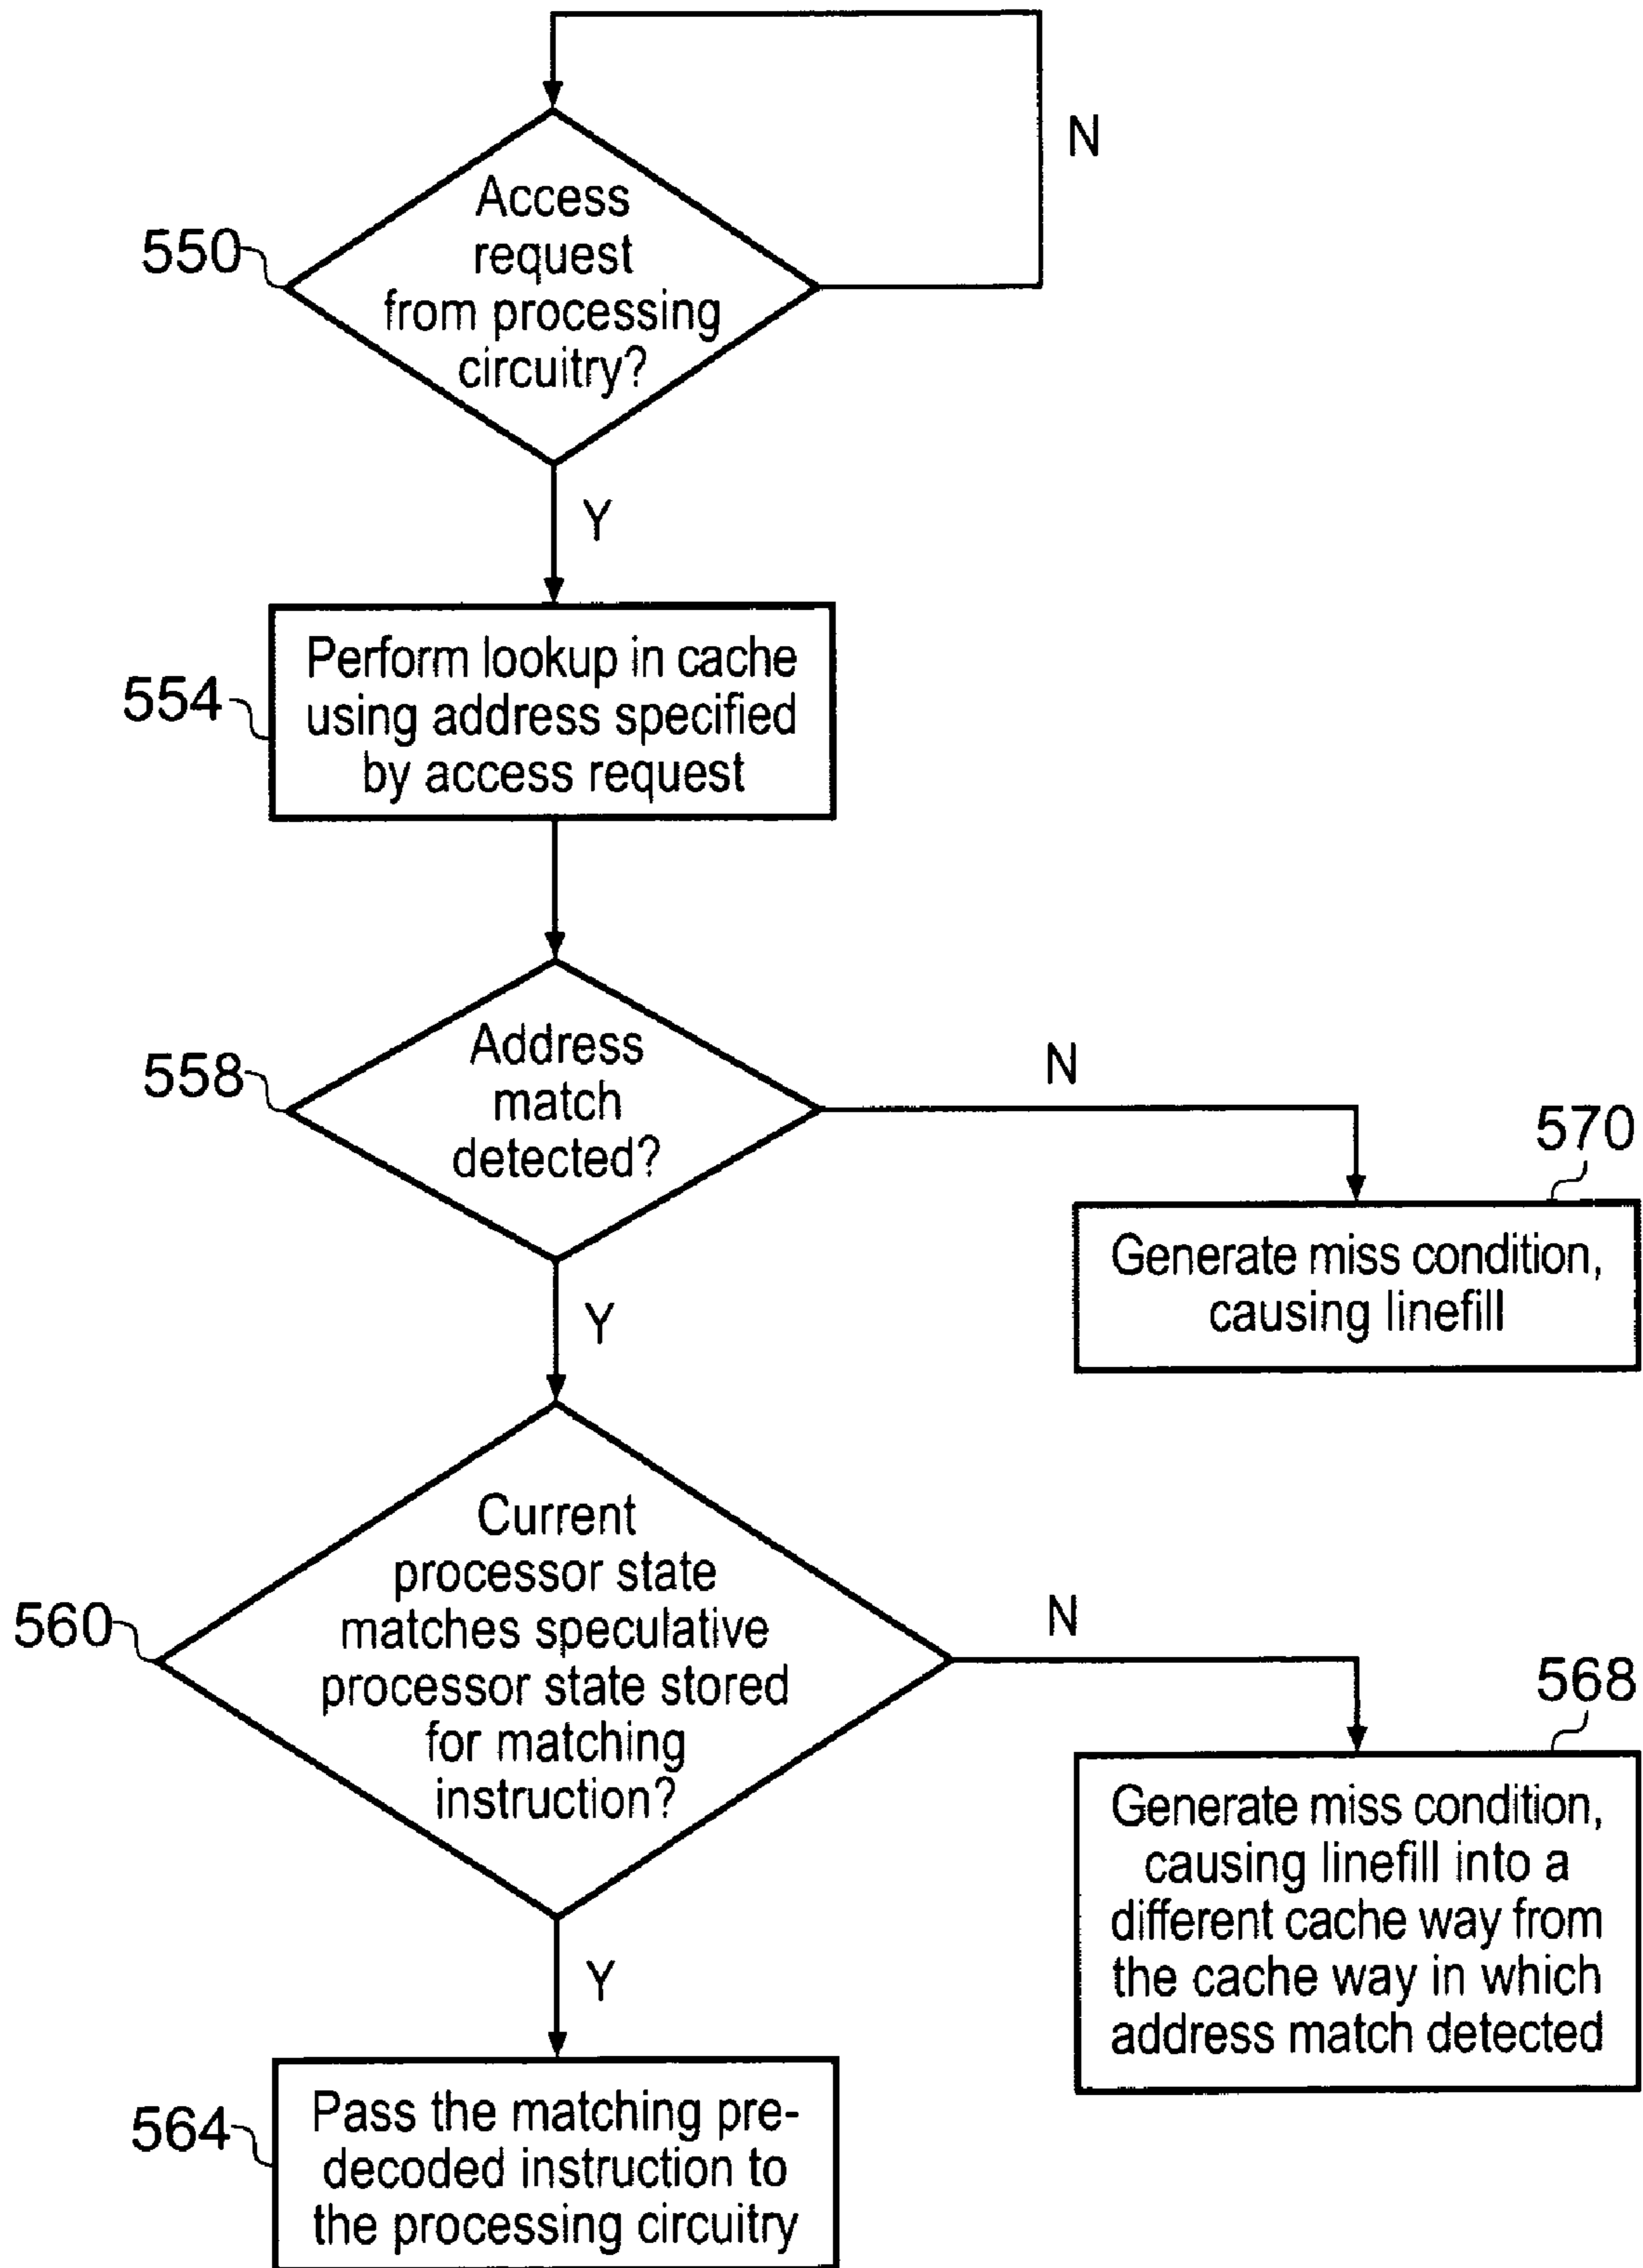 N
Access
request
from processing
circuitry?
550
Y
Perform lookup in cache
using address specified
by access request
554
Address
match
detected?
558
N
570
Generate miss condition,
causing linefill
Y
Current
processor state
matches speculative
processor state stored
for matching
instruction?
560
N
568
Generate miss condition,
causing linefill into a
different cache way from
the cache way in which
address match detected
Y
Pass the matching pre-
decoded instruction to
the processing circuitry
564